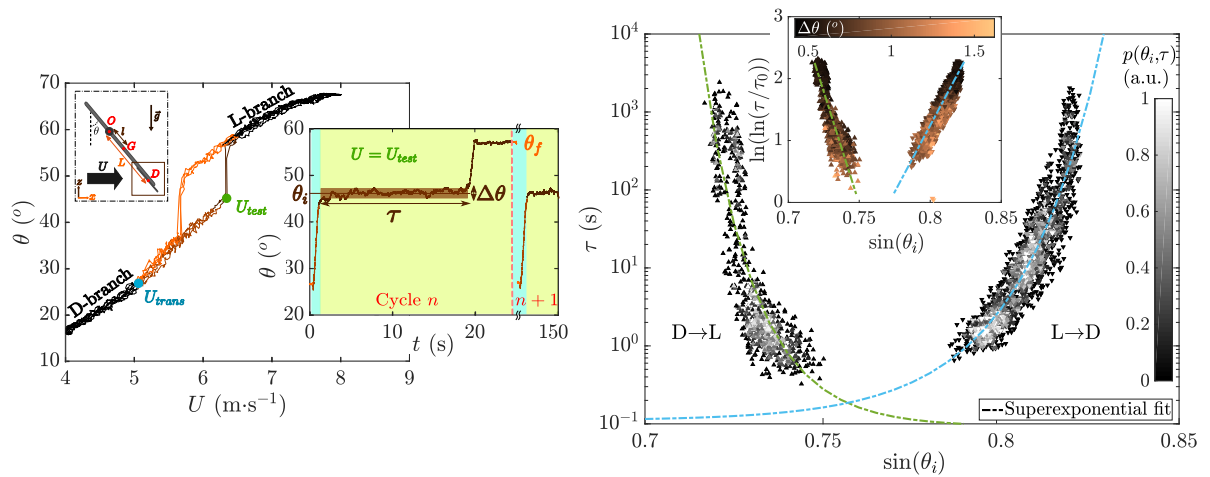 70
60
50
40
30
20
10
θ (°)
4
5
6
7
8
9
U (m·s⁻¹)
D-branch
L-branch
U_test
U_trans
O
θ
l
G
L
D
U
g⃗
z
x
60
50
40
30
20
θ (°)
θ_i
U = U_test
θ_f
Δθ
τ
Cycle n
n + 1
0
10
20
150
t (s)
10⁴
10³
10²
10¹
10⁰
10⁻¹
τ (s)
0.7
0.75
0.8
0.85
sin(θ_i)
D→L
L→D
Superexponential fit
p(θ_i,τ)
(a.u.)
1
0.8
0.6
0.4
0.2
0
3
2
1
0
ln(ln(τ/τ₀))
Δθ (°)
0.5
1
1.5
0.7
0.75
0.8
0.85
sin(θ_i)